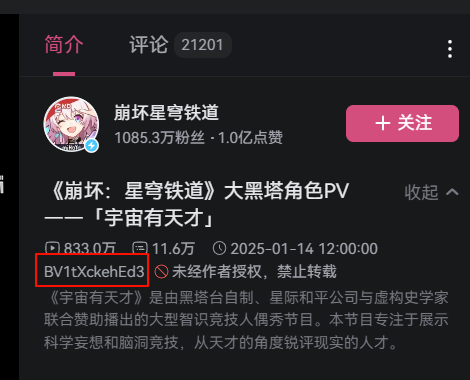 简介 评论 21201
崩坏星穹铁道
1085.3万粉丝 · 1.0亿点赞
+ 关注
《崩坏：星穹铁道》大黑塔角色PV
——「宇宙有天才」
收起
833.0万 11.6万 2025-01-14 12:00:00
BV1tXckehEd3 未经作者授权，禁止转载
《宇宙有天才》是由黑塔台自制、星际和平公司与虚构史学家
联合赞助播出的大型智识竞技人偶秀节目。本节目专注于展示
科学妄想和脑洞竞技，从天才的角度锐评现实的人才。